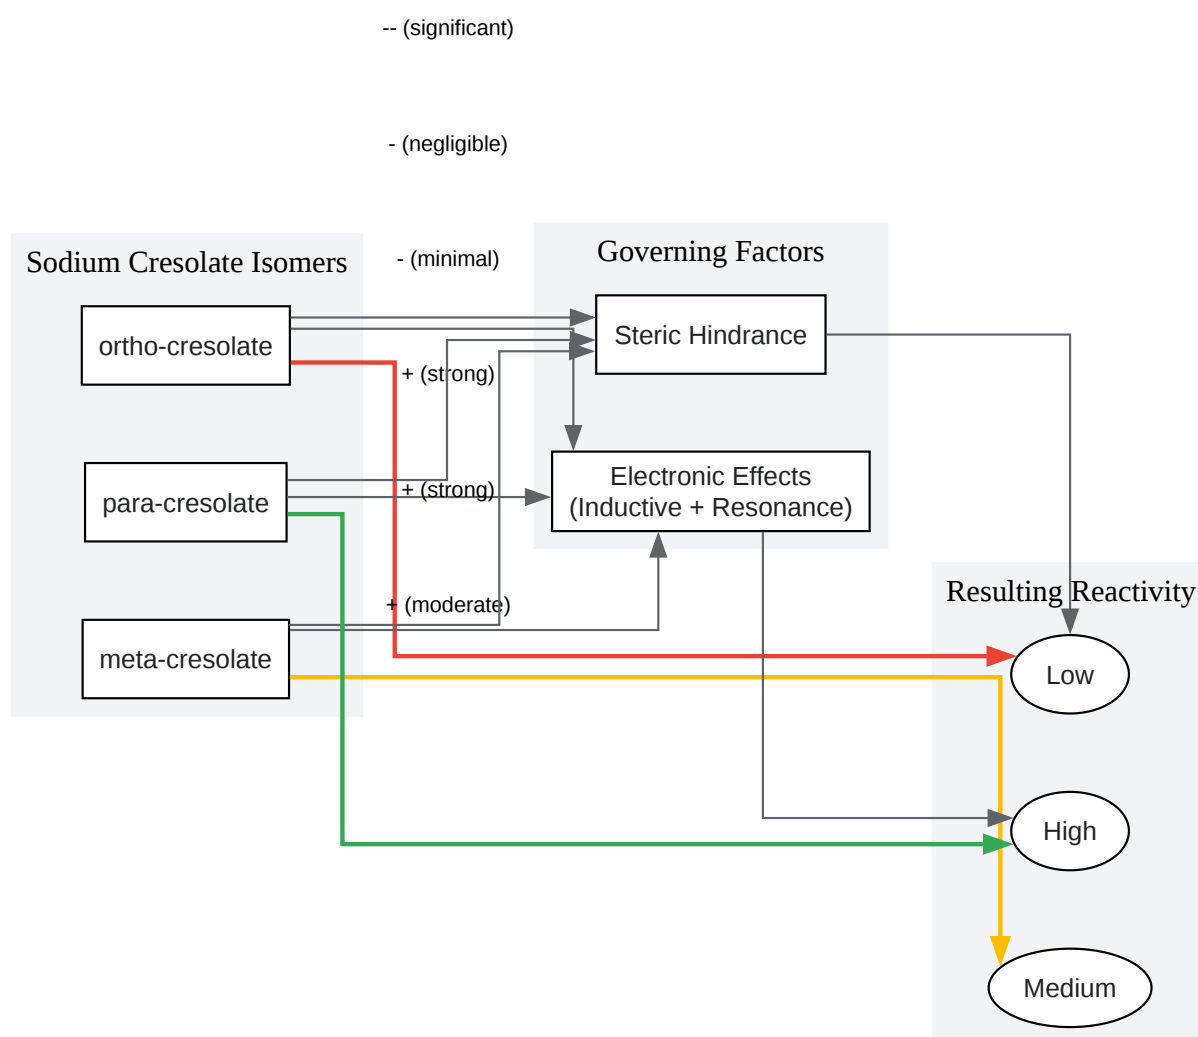 -- (significant)
- (negligible)
- (minimal)
+ (strong)
+ (strong)
+ (moderate)
Sodium Cresolate Isomers
ortho-cresolate
para-cresolate
meta-cresolate
Governing Factors
Steric Hindrance
Electronic Effects
(Inductive + Resonance)
Resulting Reactivity
Low
High
Medium